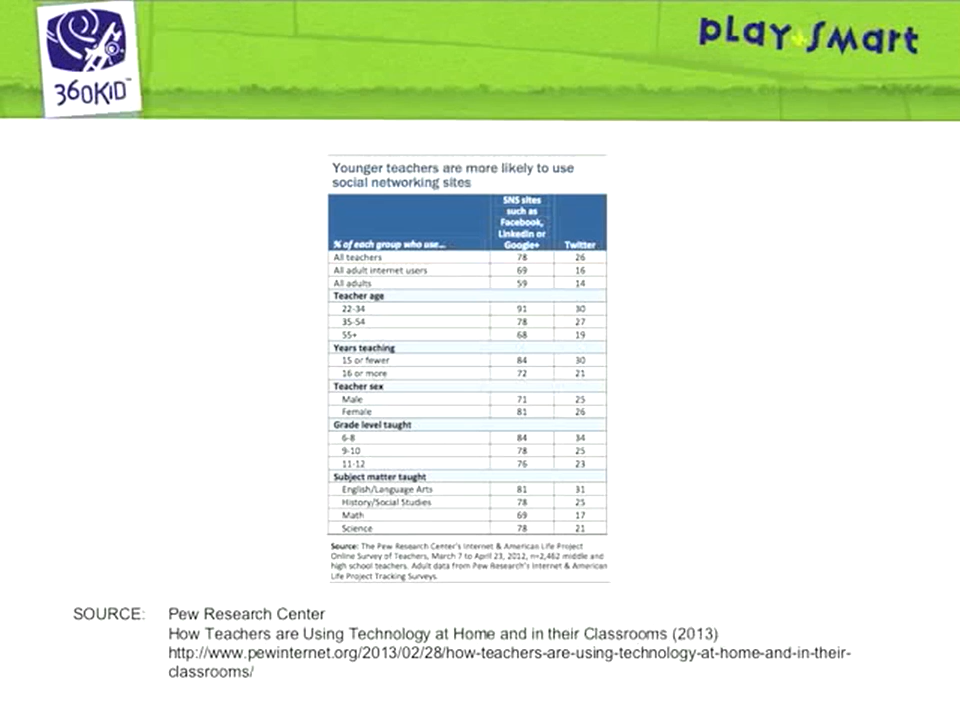 360KID™
play+smart
Younger teachers are more likely to use
social networking sites
% of each group who use...
SNS sites
such as
Facebook,
LinkedIn or
Google+
Twitter
All teachers 78 26
All adult internet users 69 16
All adults 59 14
Teacher age
22-34 91 30
35-54 78 27
55+ 68 19
Years teaching
15 or fewer 84 30
16 or more 72 21
Teacher sex
Male 71 25
Female 81 26
Grade level taught
6-8 84 34
9-10 78 25
11-12 76 23
Subject matter taught
English/Language Arts 81 31
History/Social Studies 78 25
Math 69 17
Science 78 21
Source: The Pew Research Center's Internet & American Life Project
Online Survey of Teachers, March 7 to April 23, 2012, n=2,462 middle and
high school teachers. Adult data from Pew Research's Internet & American
Life Project Tracking Surveys.
SOURCE: Pew Research Center
How Teachers are Using Technology at Home and in their Classrooms (2013)
http://www.pewinternet.org/2013/02/28/how-teachers-are-using-technology-at-home-and-in-their-
classrooms/